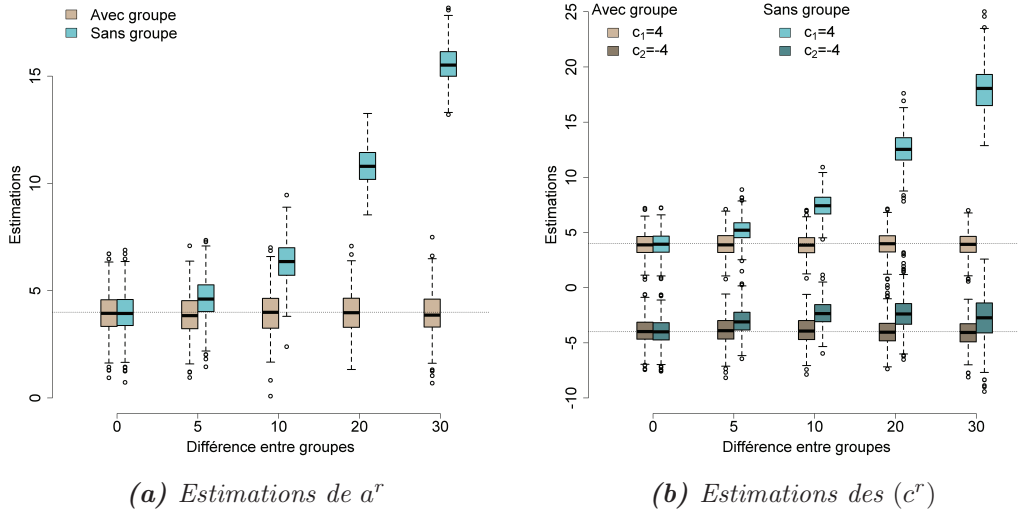 Avec groupe
Sans groupe
Estimations
0
5
10
15
0
5
10
20
30
Différence entre groupes
(a) Estimations de a^r
Avec groupe
c₁=4
c₂=-4
Sans groupe
c₁=4
c₂=-4
Estimations
-10
-5
0
5
10
15
20
25
0
5
10
20
30
Différence entre groupes
(b) Estimations des (c^r)